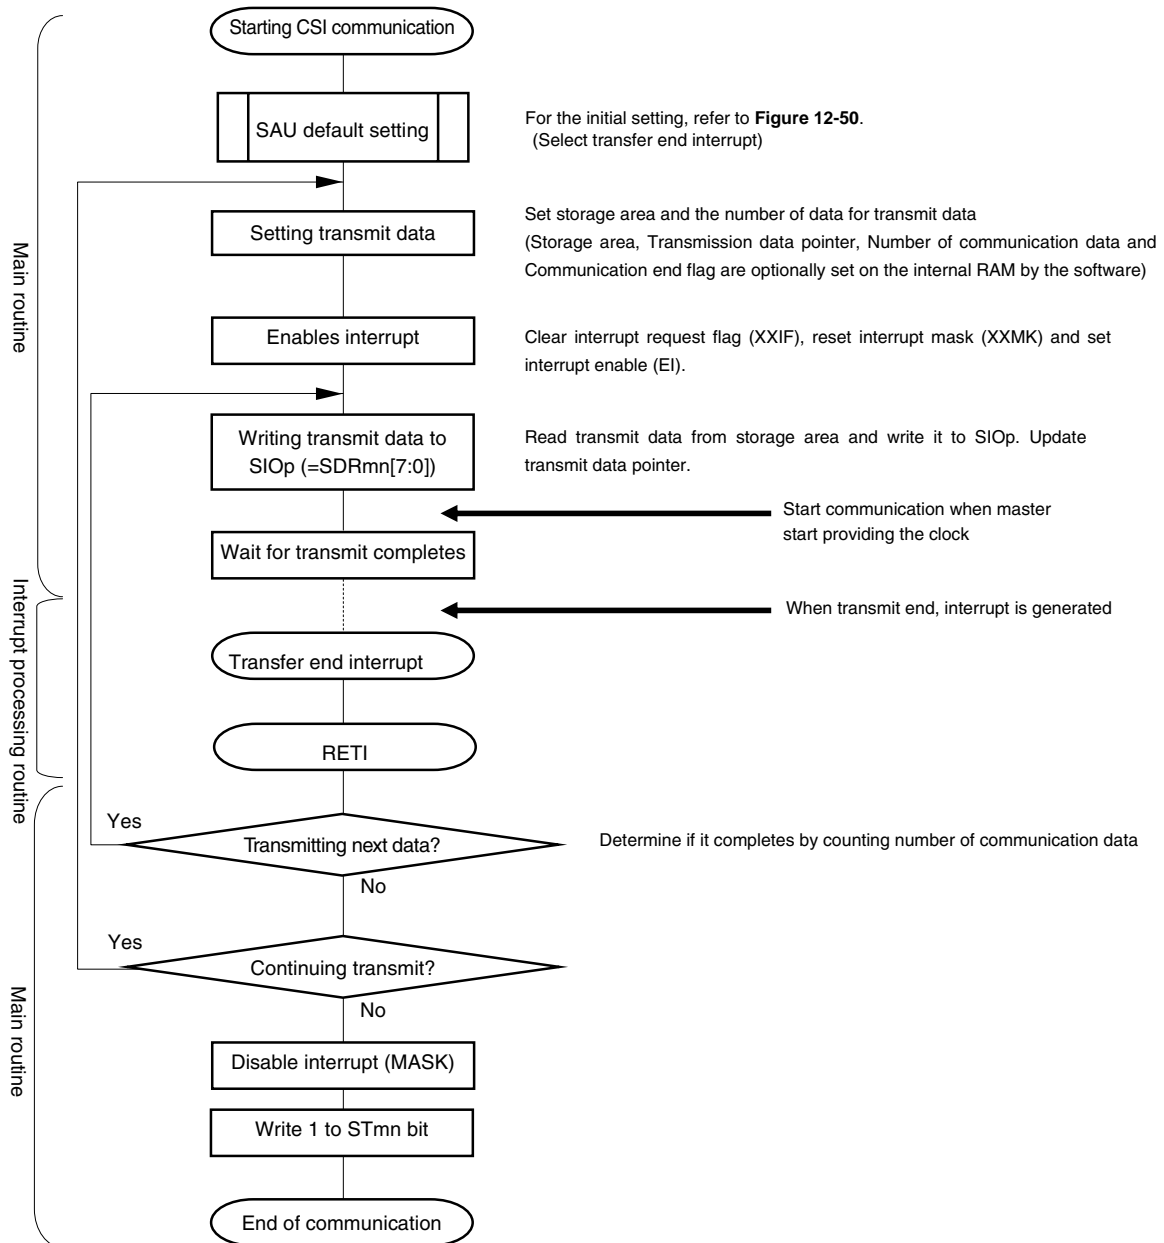 Starting CSI communication
SAU default setting
For the initial setting, refer to Figure 12-50.
(Select transfer end interrupt)
Main routine
Setting transmit data
Set storage area and the number of data for transmit data
(Storage area, Transmission data pointer, Number of communication data and
Communication end flag are optionally set on the internal RAM by the software)
Enables interrupt
Clear interrupt request flag (XXIF), reset interrupt mask (XXMK) and set
interrupt enable (EI).
Writing transmit data to
SIOp (=SDRmn[7:0])
Read transmit data from storage area and write it to SIOp. Update
transmit data pointer.
Start communication when master
start providing the clock
Wait for transmit completes
Interrupt processing routine
When transmit end, interrupt is generated
Transfer end interrupt
RETI
Yes
Transmitting next data?
Determine if it completes by counting number of communication data
No
Yes
Continuing transmit?
No
Main routine
Disable interrupt (MASK)
Write 1 to STmn bit
End of communication